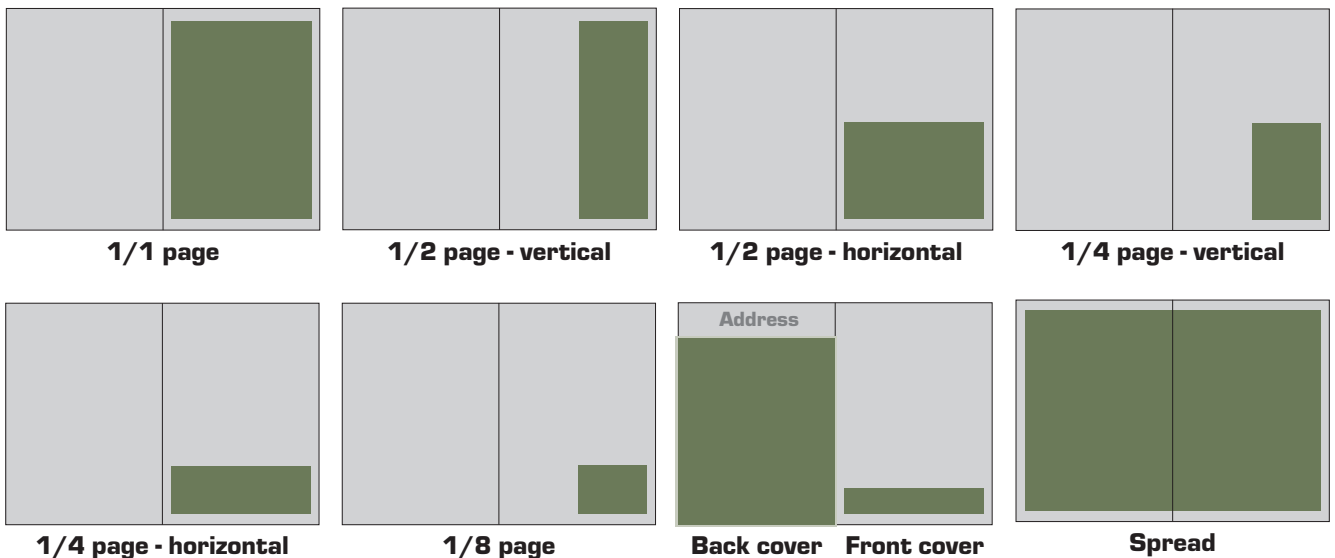 1/1 page
1/2 page - vertical
1/2 page - horizontal
1/4 page - vertical
Address
1/4 page - horizontal
1/8 page
Back cover
Front cover
Spread